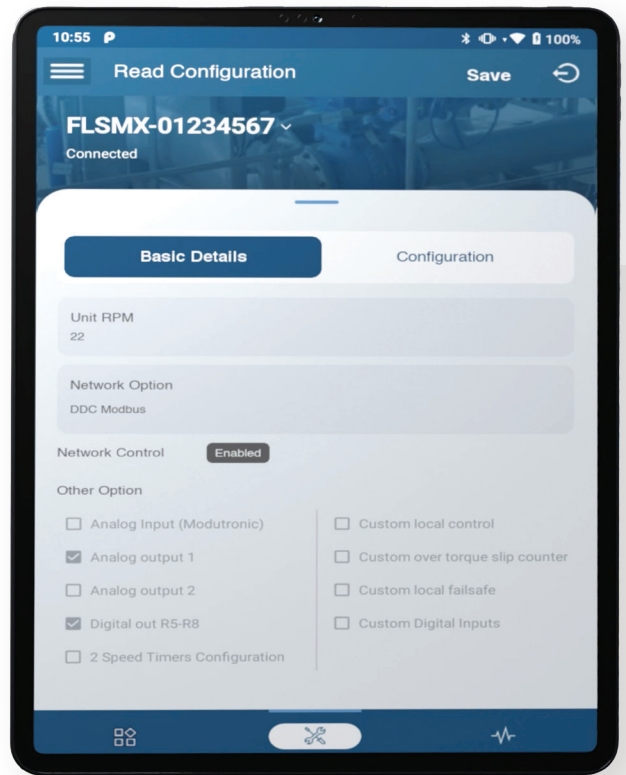 10:55 P 100%
Read Configuration Save
FLSMX-01234567
Connected
Basic Details Configuration
Unit RPM
22
Network Option
DDC Modbus
Network Control Enabled
Other Option
Analog Input (Modutronic) Custom local control
Analog output 1 Custom over torque slip counter
Analog output 2 Custom local failsafe
Digital out R5-R8 Custom Digital Inputs
2 Speed Timers Configuration